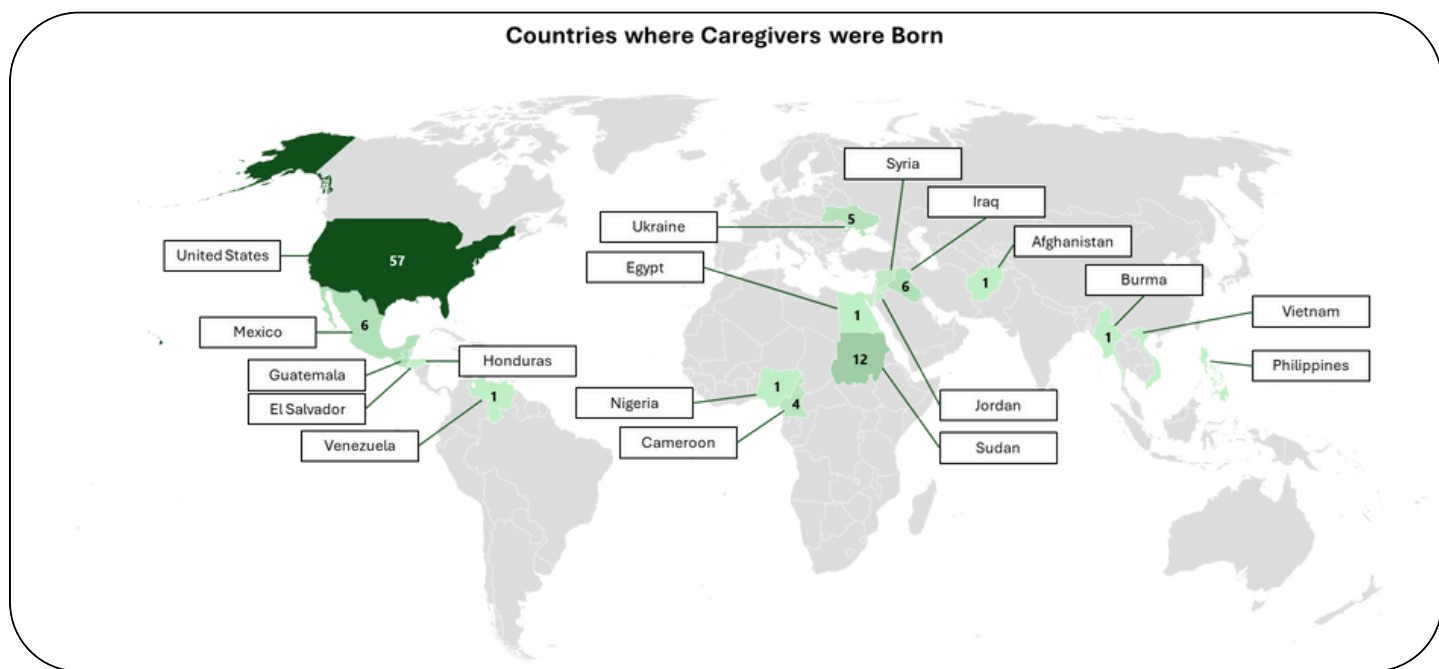 Countries where Caregivers were Born
Syria
Iraq
Ukraine
5
Afghanistan
United States
57
Egypt
6
1
Burma
Mexico
6
1
1
Vietnam
Honduras
12
Philippines
Guatemala
El Salvador
1
Nigeria
1
4
Jordan
Venezuela
Cameroon
Sudan